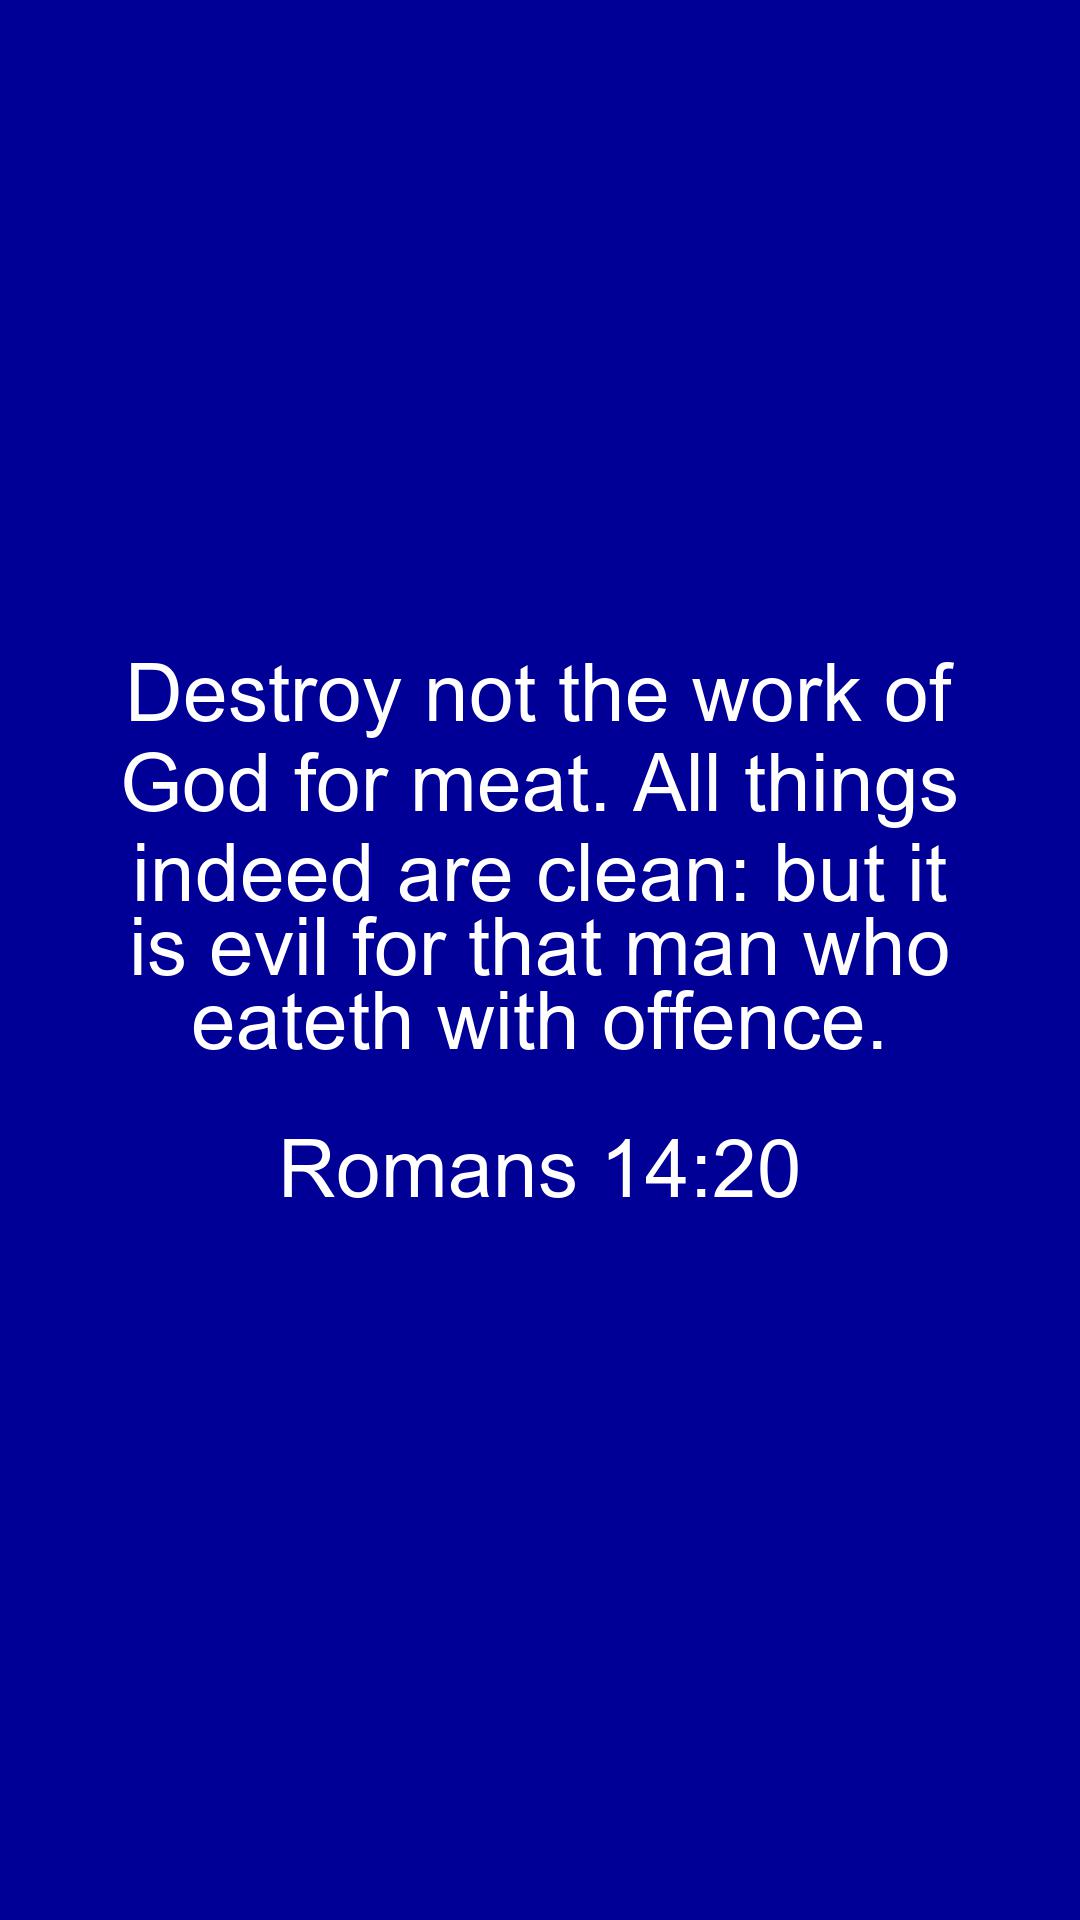 Destroy not the work of
God for meat. All things
indeed are clean: but it
is evil for that man who
eateth with offence.
Romans 14:20